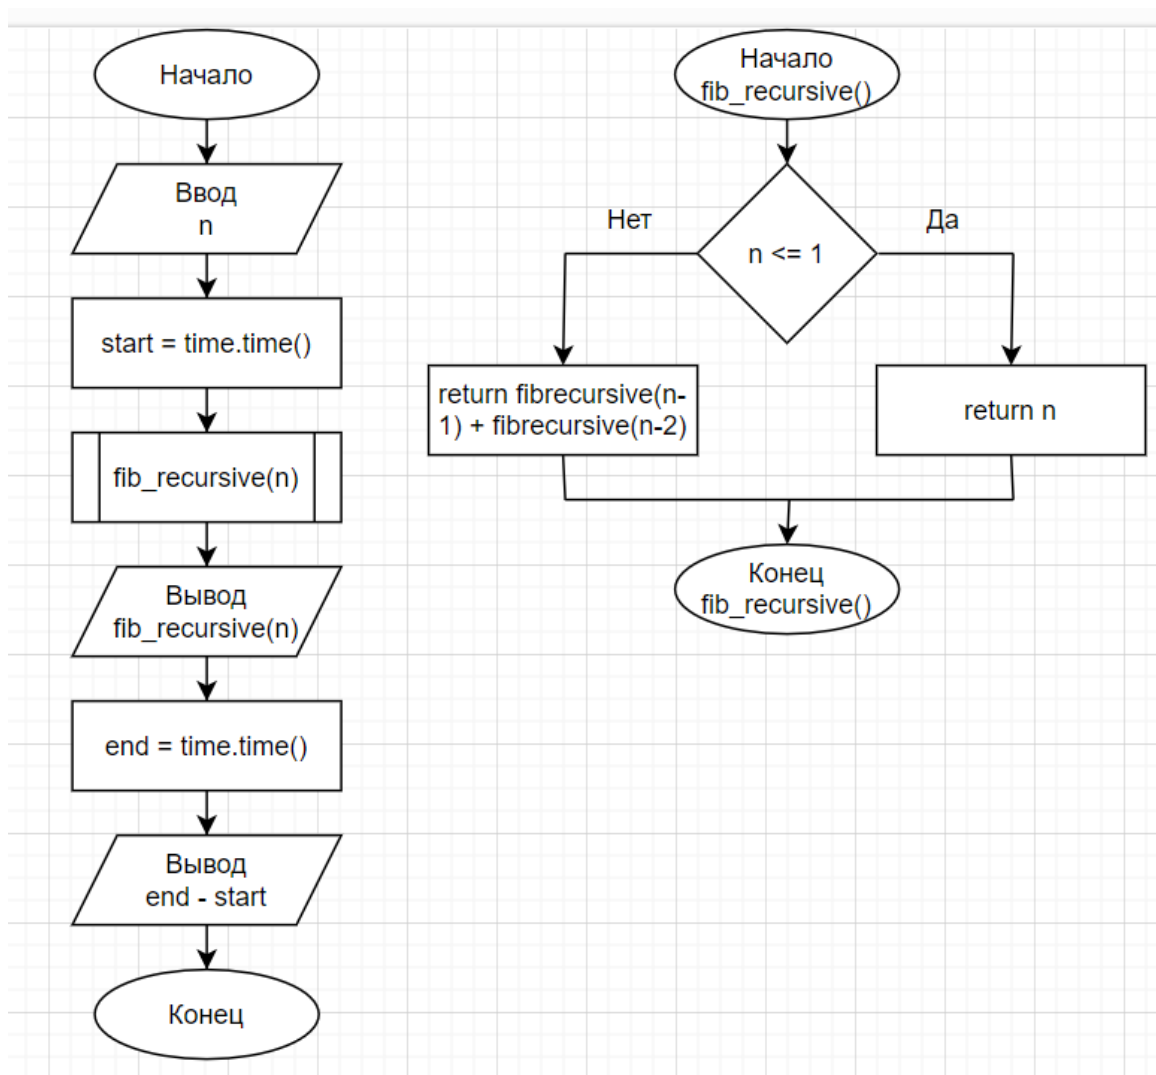 Начало
Ввод
n
start = time.time()
fib_recursive(n)
Вывод
fib_recursive(n)
end = time.time()
Вывод
end - start
Конец
Начало
fib_recursive()
n <= 1
Нет
Да
return fibrecursive(n-
1) + fibrecursive(n-2)
return n
Конец
fib_recursive()